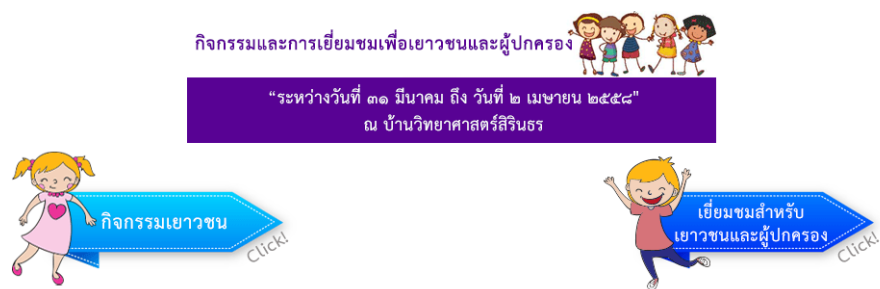 กิจกรรมและการเยี่ยมชมเพื่อเยาวชนและผู้ปกครอง
“ระหว่างวันที่ ๓๑ มีนาคม ถึง วันที่ ๒ เมษายน ๒๕๕๘"
ณ บ้านวิทยาศาสตร์สิรินธร
กิจกรรมเยาวชน
Click!
เยี่ยมชมสำหรับ
เยาวชนและผู้ปกครอง
Click!